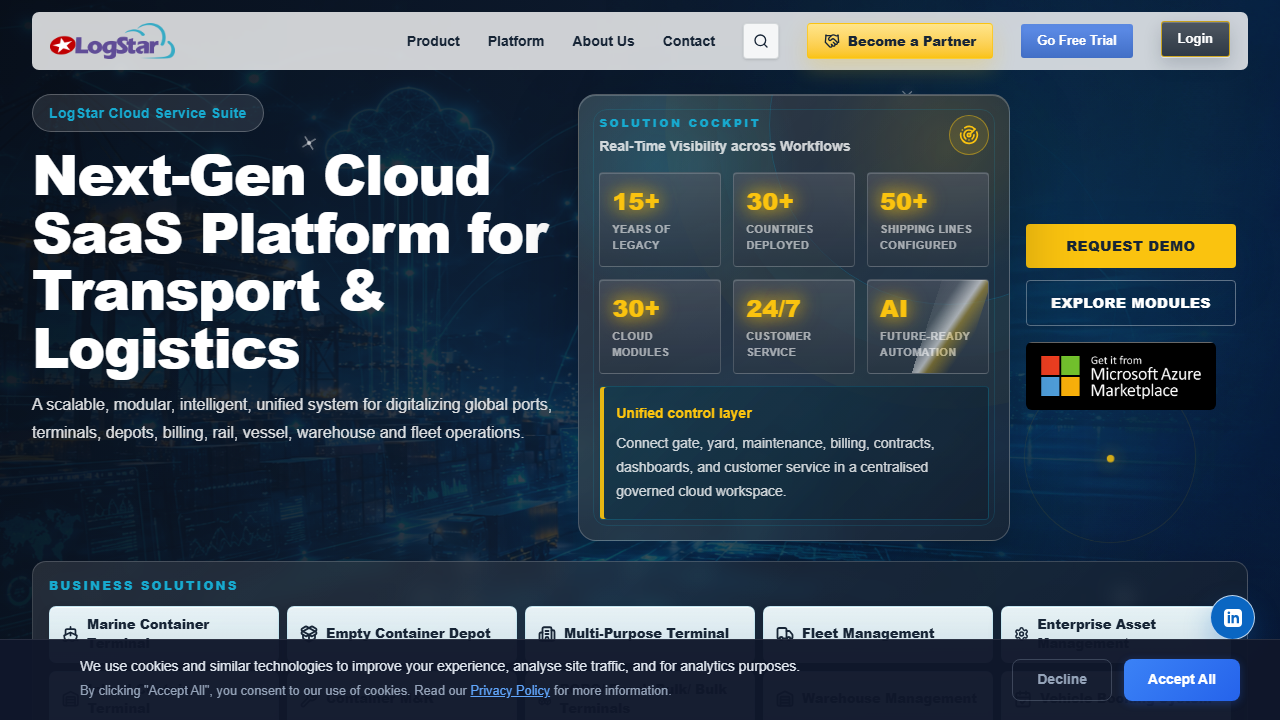 LogStar
Product
Platform
About Us
Contact
Become a Partner
Go Free Trial
Login
LogStar Cloud Service Suite
Next-Gen Cloud
SaaS Platform for
Transport &
Logistics
A scalable, modular, intelligent, unified system for digitalizing global ports,
terminals, depots, billing, rail, vessel, warehouse and fleet operations.
SOLUTION COCKPIT
Real-Time Visibility across Workflows
15+
YEARS OF
LEGACY
30+
COUNTRIES
DEPLOYED
50+
SHIPPING LINES
CONFIGURED
30+
CLOUD
MODULES
24/7
CUSTOMER
SERVICE
AI
FUTURE-READY
AUTOMATION
Unified control layer
Connect gate, yard, maintenance, billing, contracts,
dashboards, and customer service in a centralised
governed cloud workspace.
REQUEST DEMO
EXPLORE MODULES
Get it from
Microsoft Azure
Marketplace
BUSINESS SOLUTIONS
Marine Container
Terminal
Empty Container Depot
Multi-Purpose Terminal
Fleet Management
Enterprise Asset
Management
Terminal
Terminals
Warehouse Management
We use cookies and similar technologies to improve your experience, analyse site traffic, and for analytics purposes.
By clicking "Accept All", you consent to our use of cookies. Read our Privacy Policy for more information.
Decline
Accept All
in